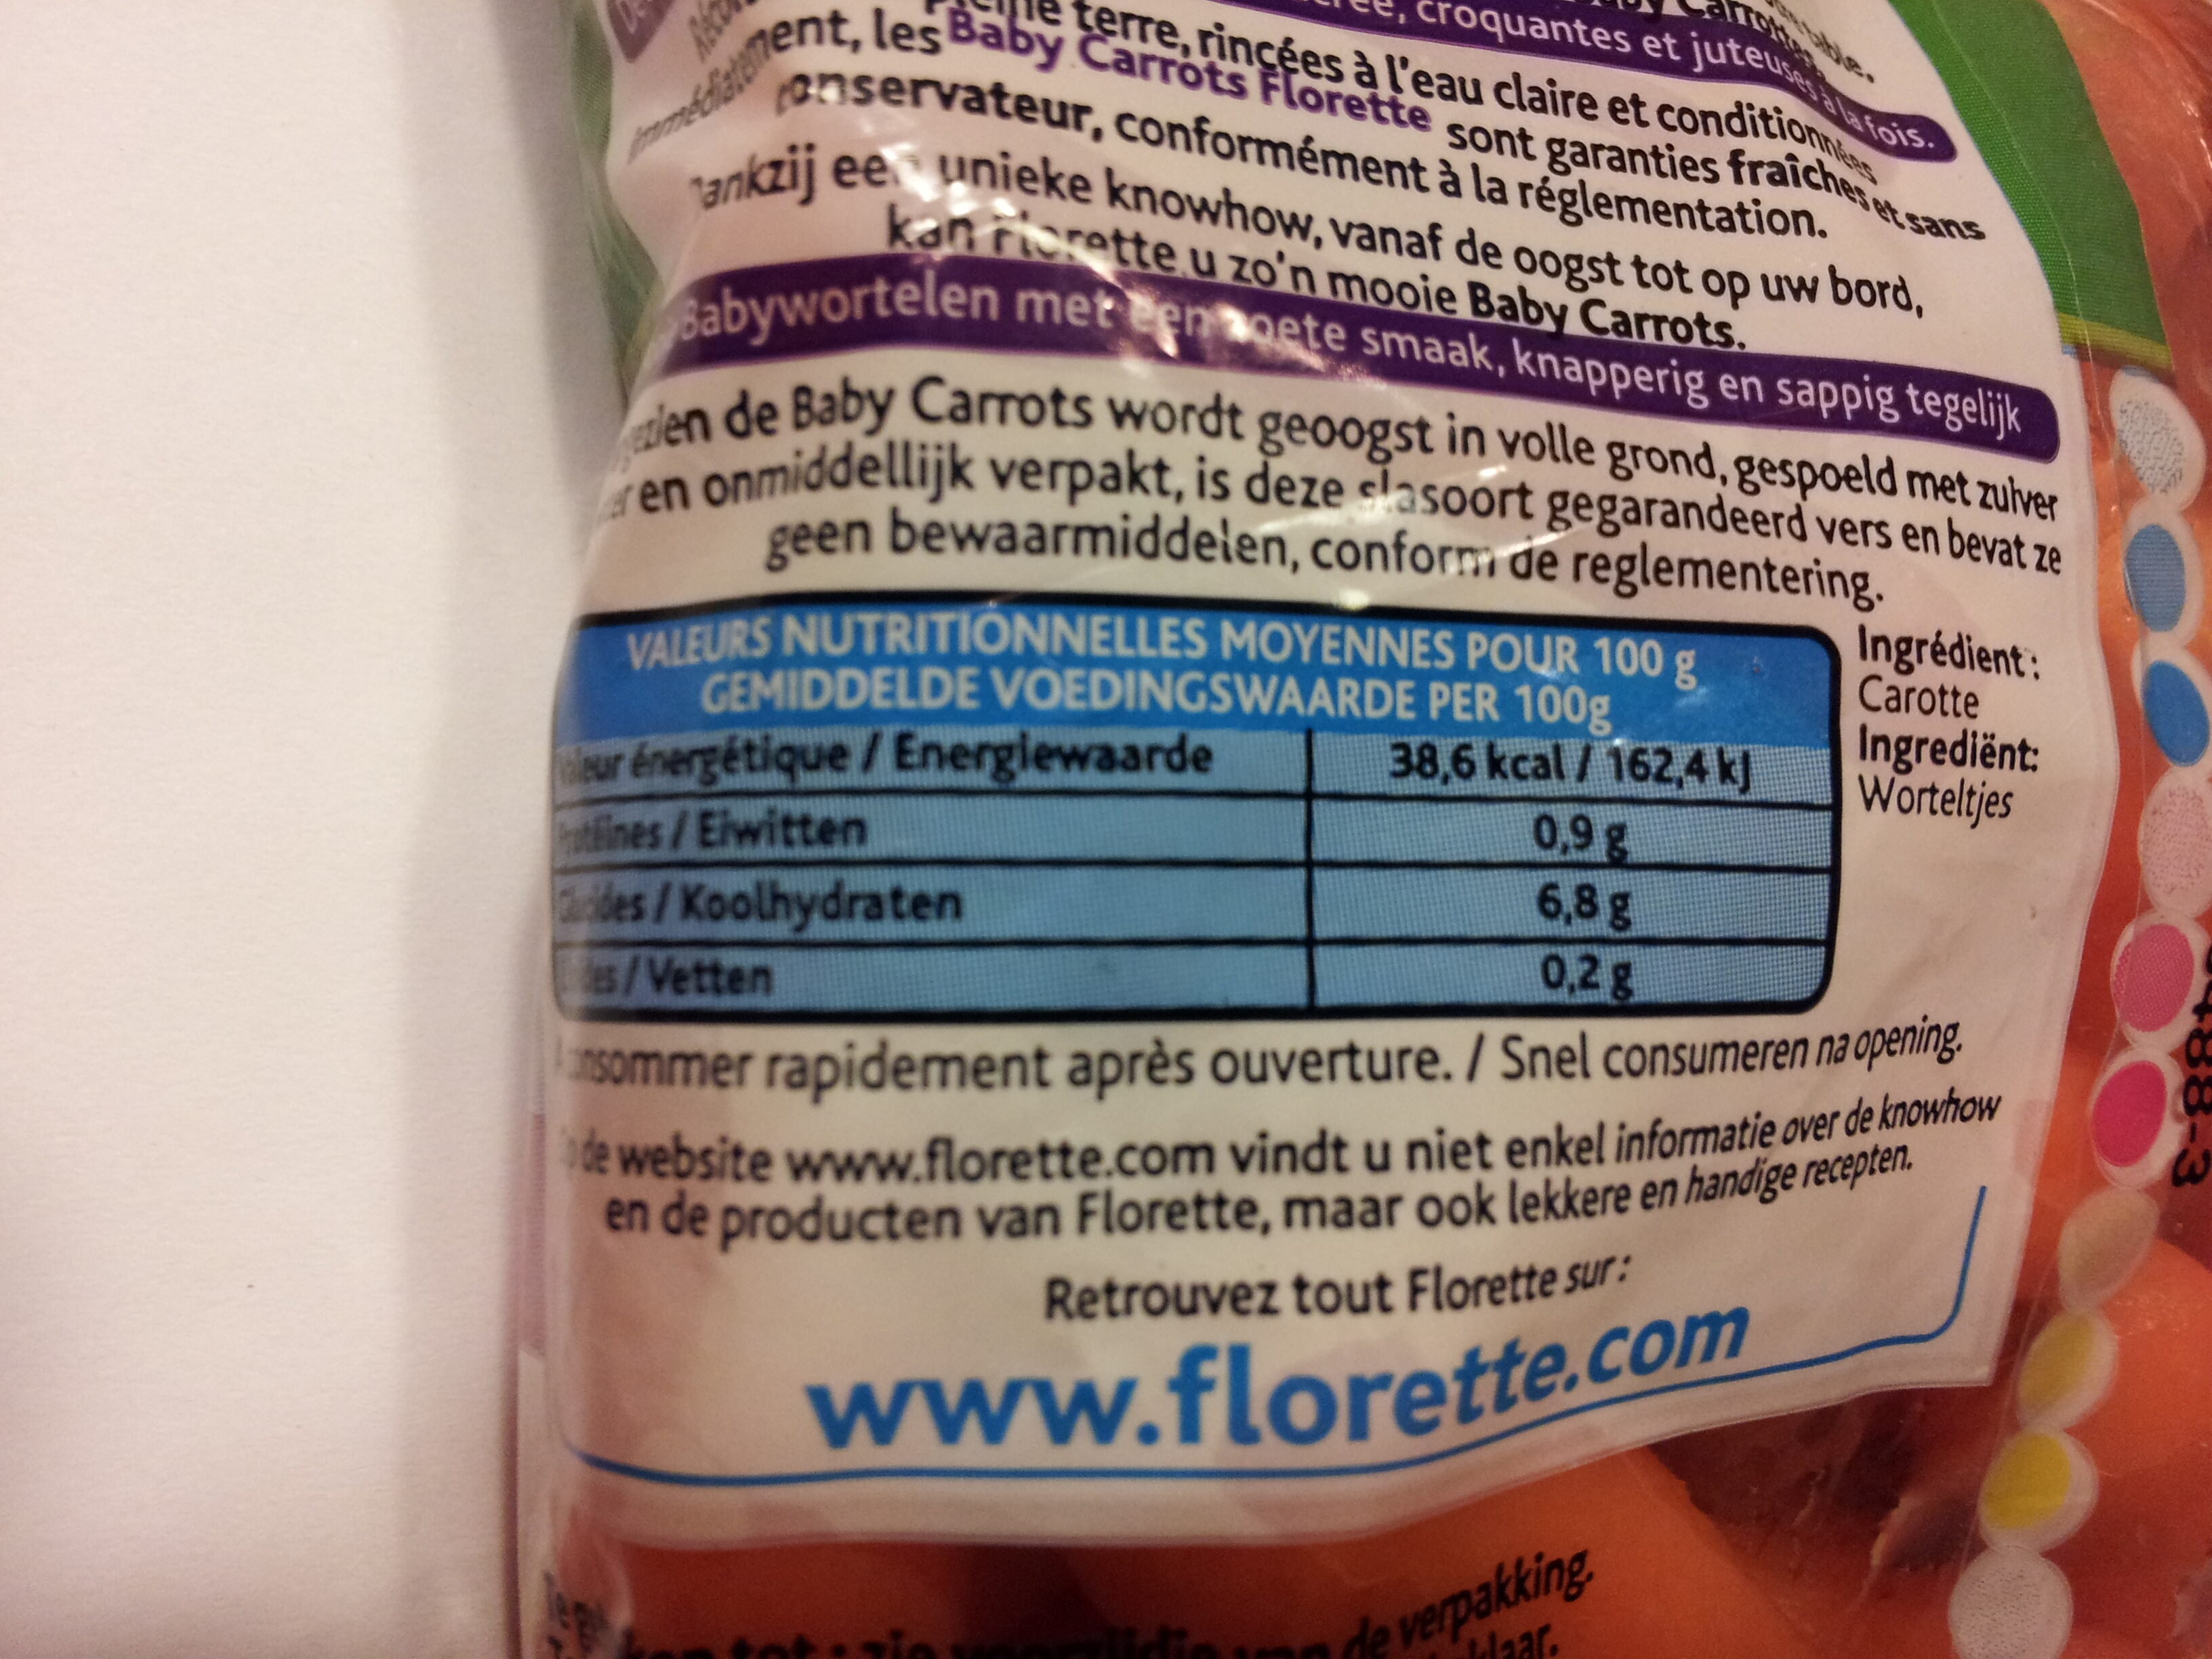 croquantes et juteuses à la fois.
terre, rinçées à l'eau claire et conditionnées
immédiatement, les Baby Carrots Florette sont garanties fraîches et sans
conservateur, conformément à la réglementation.
unieke knowhow, vanaf de oogst tot op uw bord,
kan Florette u zo'n mooie Baby Carrots.
Babywortelen met een zoete smaak, knapperig en sappig tegelijk
de Baby Carrots wordt geoogst in volle grond, gespoeld met zuiver
en onmiddellijk verpakt, is deze slasoort gegarandeerd vers en bevat ze
geen bewaarmiddelen, conform de reglementering.
VALEURS NUTRITIONNELLES MOYENNES POUR 100 g
GEMIDDELDE VOEDINGSWAARDE PER 100g
énergétique / Energiewaarde 38,6 kcal / 162,4 kJ
Protéines / Eiwitten 0,9 g
Glucides / Koolhydraten 6,8 g
/ Vetten 0,2 g
Ingrédient :
Carotte
Ingrediënt:
Worteltjes
rapidement après ouverture. / Snel consumeren na opening.
de website www.florette.com vindt u niet enkel informatie over de knowhow
en de producten van Florette, maar ook lekkere en handige recepten.
Retrouvez tout Florette sur :
www.florette.com
de verpakking.